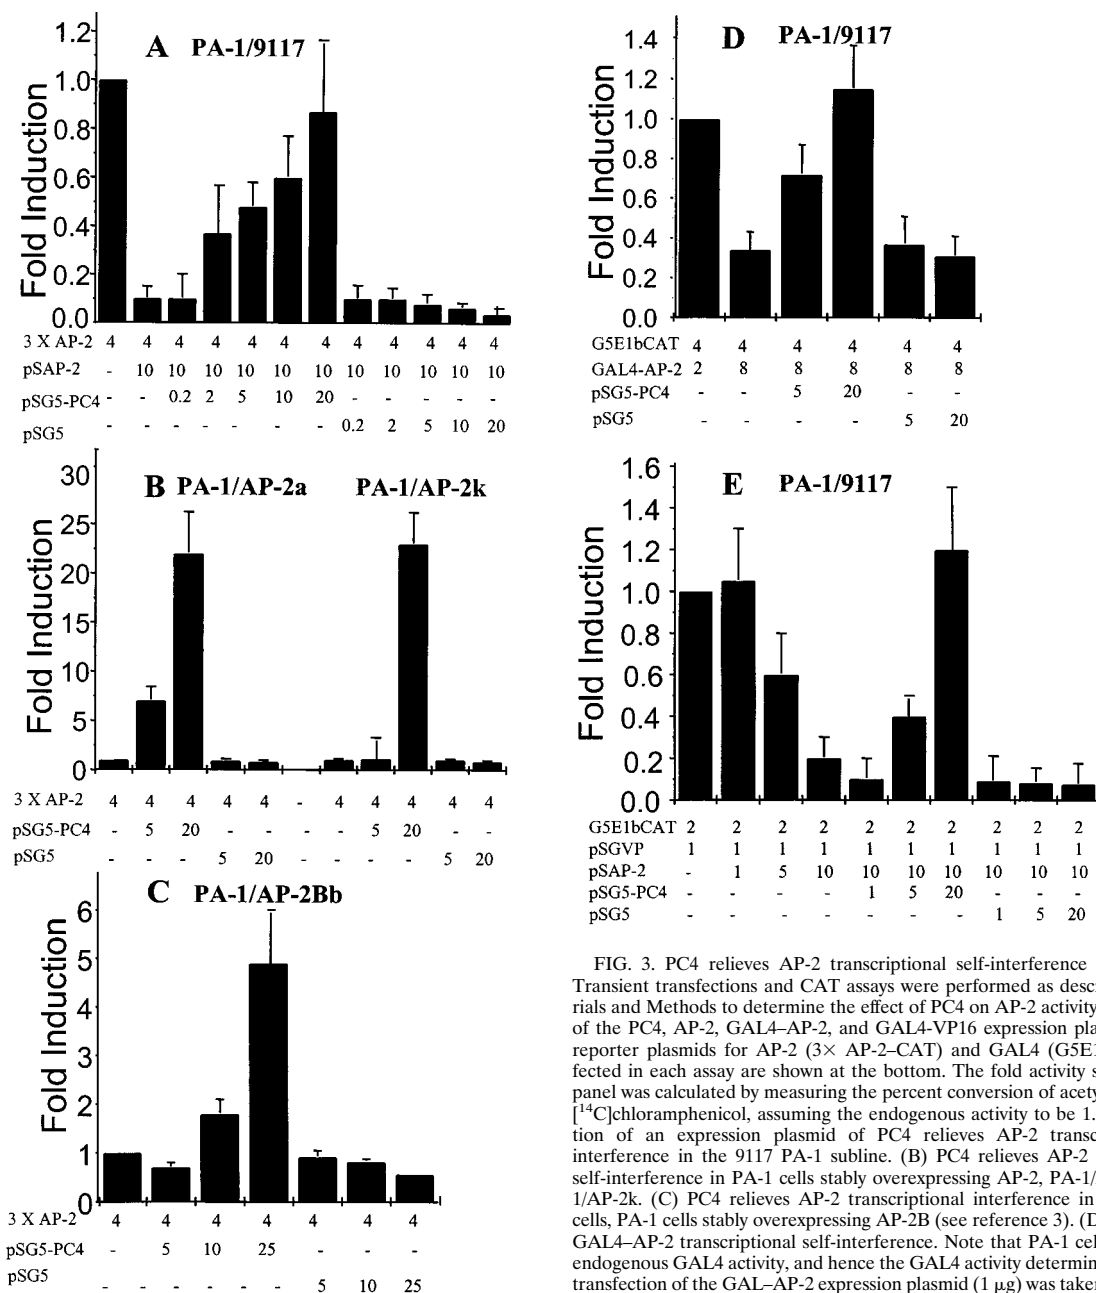 A PA-1/9117
Fold Induction
1.2
1.0
0.8
0.6
0.4
0.2
0.0
3 X AP-2 4 4 4 4 4 4 4 4 4 4 4 4
pSAP-2 - 10 10 10 10 10 10 10 10 10 10 10
pSG5-PC4 - - 0.2 2 5 10 20 - - - - -
pSG5 - - - - - - - 0.2 2 5 10 20
B PA-1/AP-2a PA-1/AP-2k
Fold Induction
30
25
20
15
10
5
0
3 X AP-2 4 4 4 4 4 - 4 4 4 4 4
pSG5-PC4 - 5 20 - - - - 5 20 - -
pSG5 - - - 5 20 - - - - 5 20
C PA-1/AP-2Bb
Fold Induction
6
5
4
3
2
1
0
3 X AP-2 4 4 4 4 4 4 4
pSG5-PC4 - 5 10 25 - - -
pSG5 - - - - 5 10 25
D PA-1/9117
Fold Induction
1.4
1.2
1.0
0.8
0.6
0.4
0.2
0.0
G5E1bCAT 4 4 4 4 4 4
GAL4-AP-2 2 8 8 8 8 8
pSG5-PC4 - - 5 20 - -
pSG5 - - - - 5 20
E PA-1/9117
Fold Induction
1.6
1.4
1.2
1.0
0.8
0.6
0.4
0.2
0.0
G5E1bCAT 2 2 2 2 2 2 2 2 2 2
pSGVP 1 1 1 1 1 1 1 1 1 1
pSAP-2 - 1 5 10 10 10 10 10 10 10
pSG5-PC4 - - - - 1 5 20 - - -
pSG5 - - - - - - - 1 5 20
FIG. 3. PC4 relieves AP-2 transcriptional self-interference
Transient transfections and CAT assays were performed as descri
rials and Methods to determine the effect of PC4 on AP-2 activity
of the PC4, AP-2, GAL4–AP-2, and GAL4-VP16 expression pla
reporter plasmids for AP-2 (3× AP-2–CAT) and GAL4 (G5E1
fected in each assay are shown at the bottom. The fold activity s
panel was calculated by measuring the percent conversion of acety
[14C]chloramphenicol, assuming the endogenous activity to be 1.
tion of an expression plasmid of PC4 relieves AP-2 transc
interference in the 9117 PA-1 subline. (B) PC4 relieves AP-2
self-interference in PA-1 cells stably overexpressing AP-2, PA-1/
1/AP-2k. (C) PC4 relieves AP-2 transcriptional interference in
cells, PA-1 cells stably overexpressing AP-2B (see reference 3). (D
GAL4–AP-2 transcriptional self-interference. Note that PA-1 cel
endogenous GAL4 activity, and hence the GAL4 activity determin
transfection of the GAL–AP-2 expression plasmid (1 μg) was taken